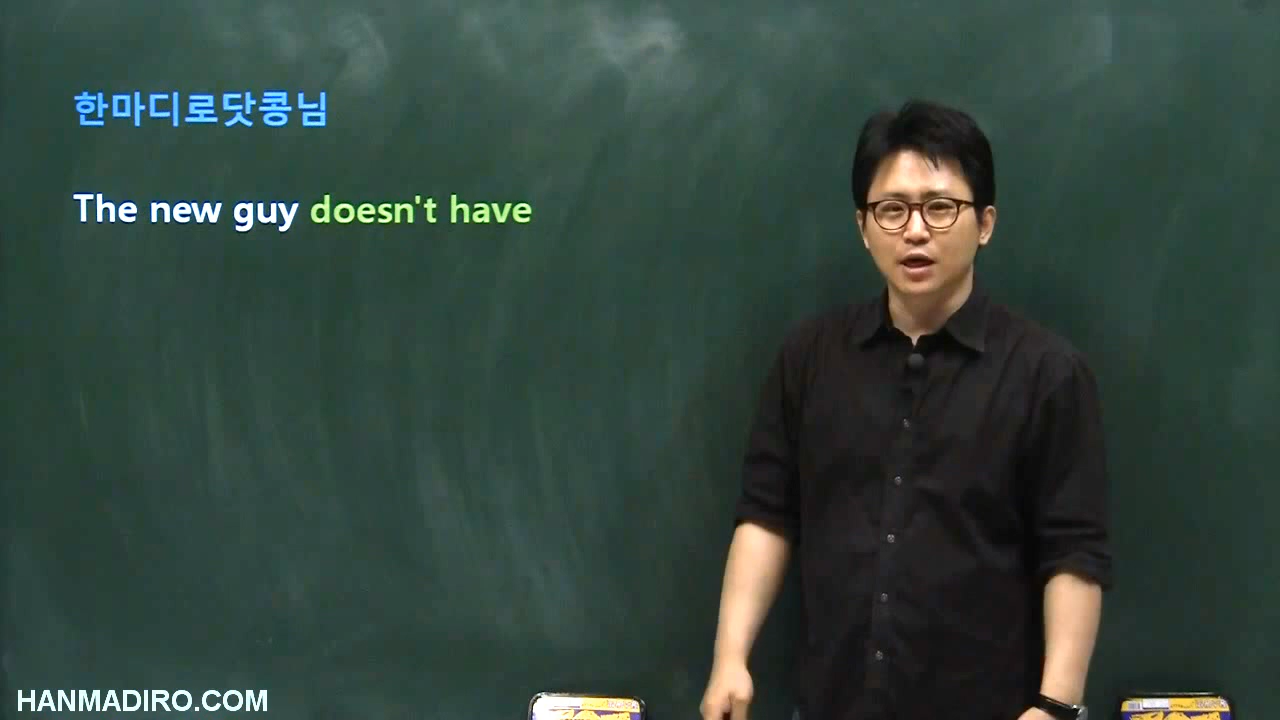 한마디로닷콩님
The new guy doesn't have
HANMADIRO.COM